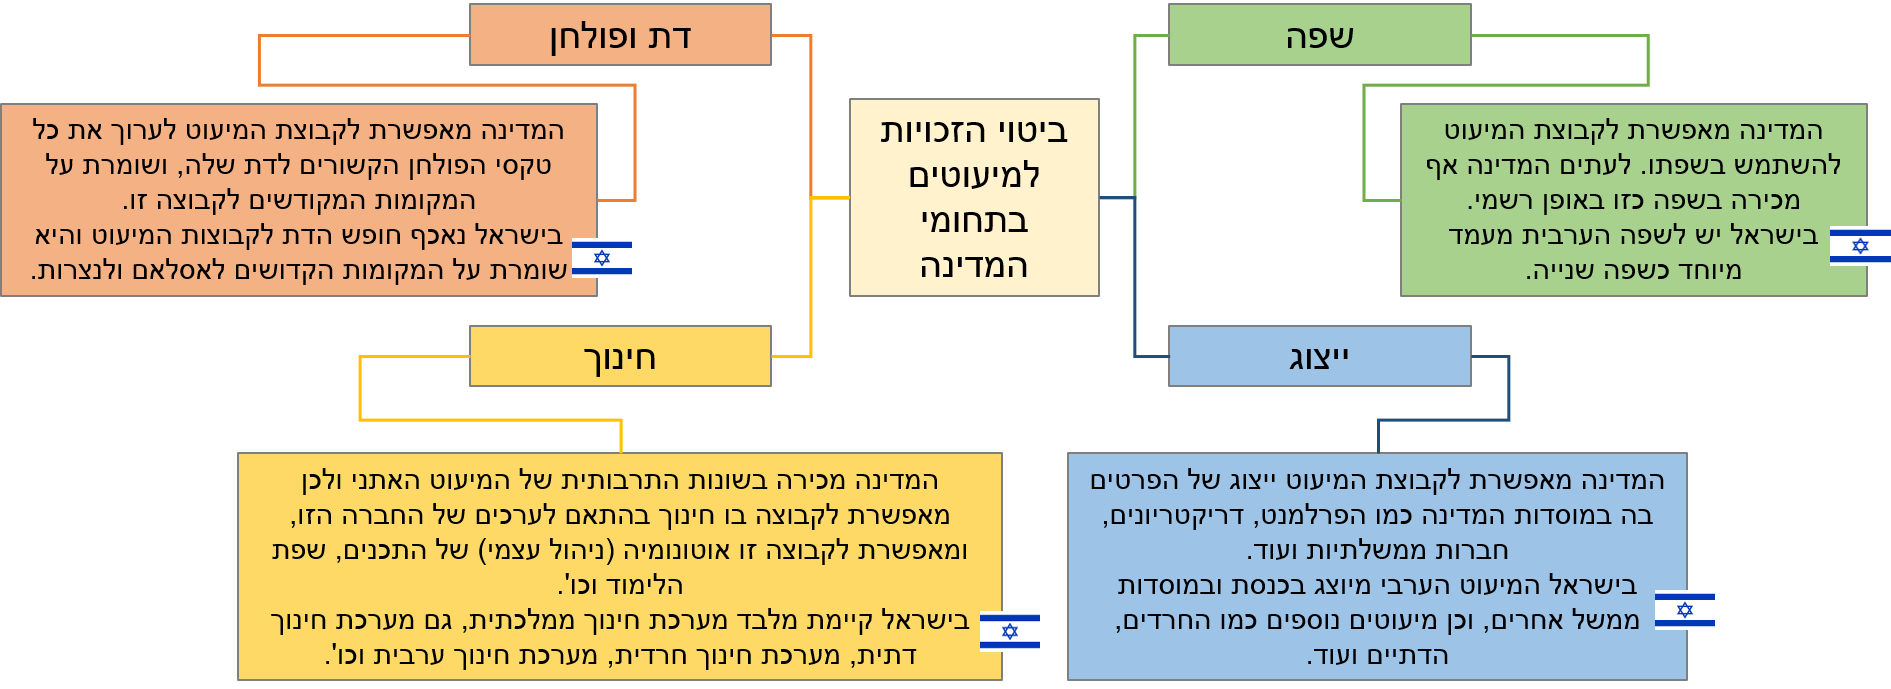 ביטוי הזכויות
למיעוטים
בתחומי
המדינה
שפה
המדינה מאפשרת לקבוצת המיעוט
להשתמש בשפתו. לעתים המדינה אף
מכירה בשפה כזו באופן רשמי.
בישראל יש לשפה הערבית מעמד
מיוחד כשפה שנייה.
דת ופולחן
המדינה מאפשרת לקבוצת המיעוט לערוך את כל
טקסי הפולחן הקשורים לדת שלה, ושומרת על
המקומות המקודשים לקבוצה זו.
בישראל נאכף חופש הדת לקבוצות המיעוט והיא
שומרת על המקומות הקדושים לאסלאם ולנצרות.
ייצוג
המדינה מאפשרת לקבוצת המיעוט ייצוג של הפרטים
בה במוסדות המדינה כמו הפרלמנט, דריקטריונים,
חברות ממשלתיות ועוד.
בישראל המיעוט הערבי מיוצג בכנסת ובמוסדות
ממשל אחרים, וכן מיעוטים נוספים כמו החרדים,
הדתיים ועוד.
חינוך
המדינה מכירה בשונות התרבותית של המיעוט האתני ולכן
מאפשרת לקבוצה בו חינוך בהתאם לערכים של החברה הזו,
ומאפשרת לקבוצה זו אוטונומיה (ניהול עצמי) של התכנים, שפת
הלימוד וכו'.
בישראל קיימת מלבד מערכת חינוך ממלכתית, גם מערכת חינוך
דתית, מערכת חינוך חרדית, מערכת חינוך ערבית וכו'.